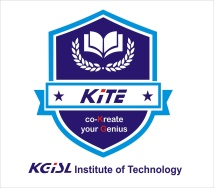 KiTE
co-Kreate
your Genius
KGiSL Institute of Technology